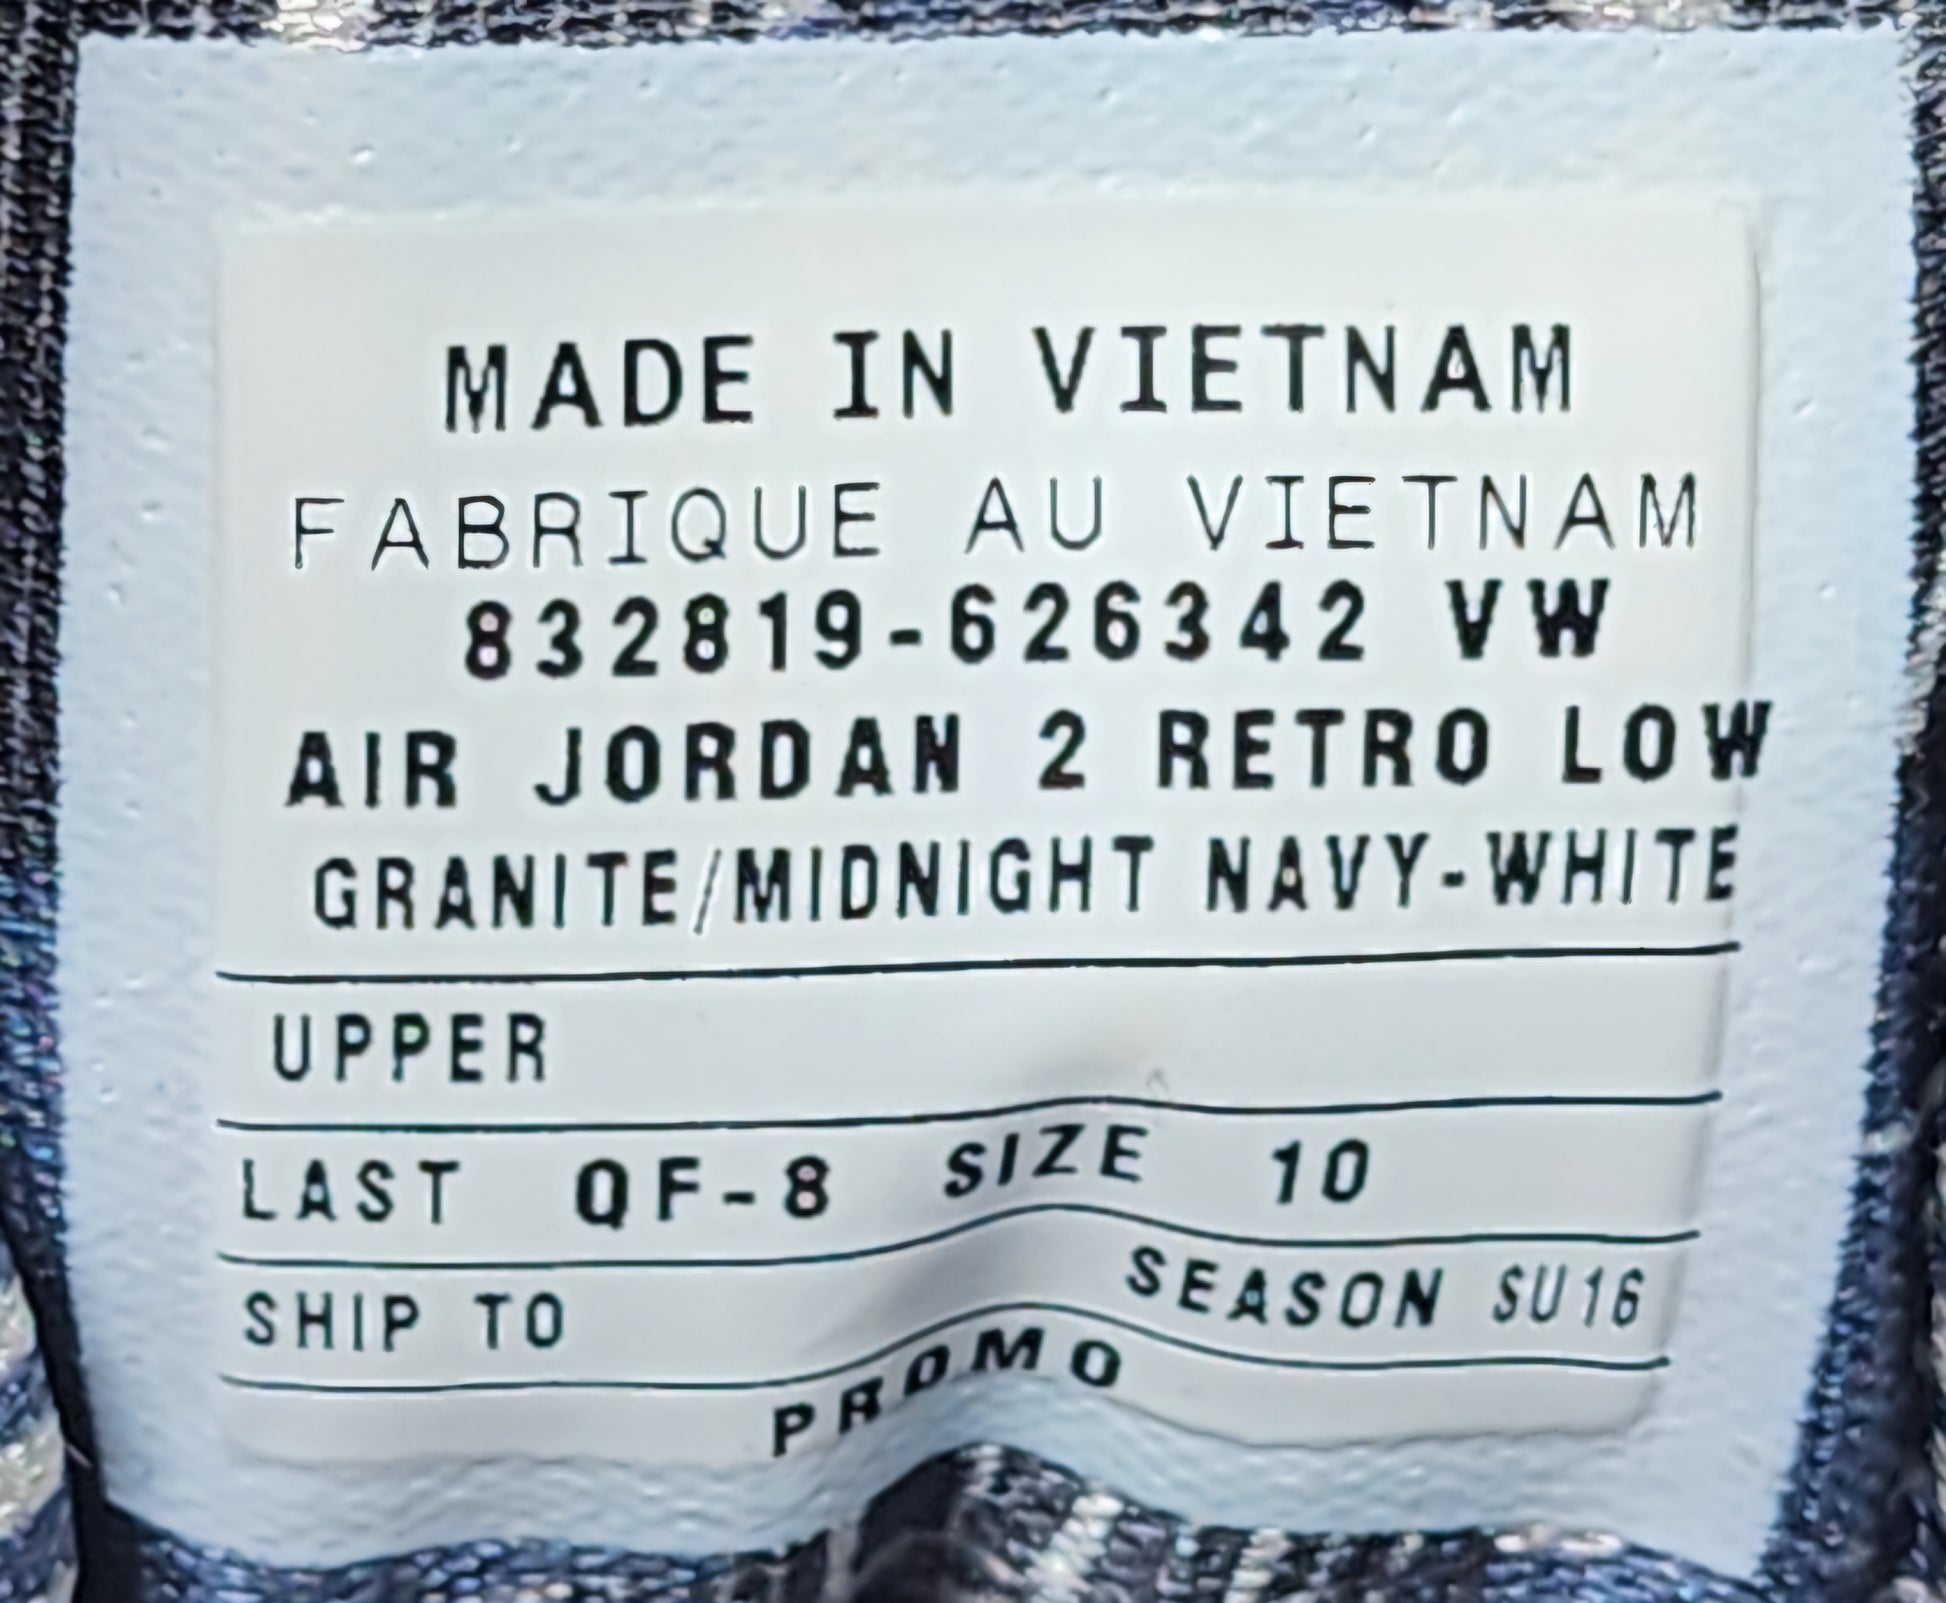 MADE IN VIETNAM
FABRIQUE AU VIETNAM
832819-626342 VW
AIR JORDAN 2 RETRO LOW
GRANITE/MIDNIGHT NAVY-WHITE
UPPER
LAST QF-8 SIZE 10
SHIP TO SEASON SU16
PROMO